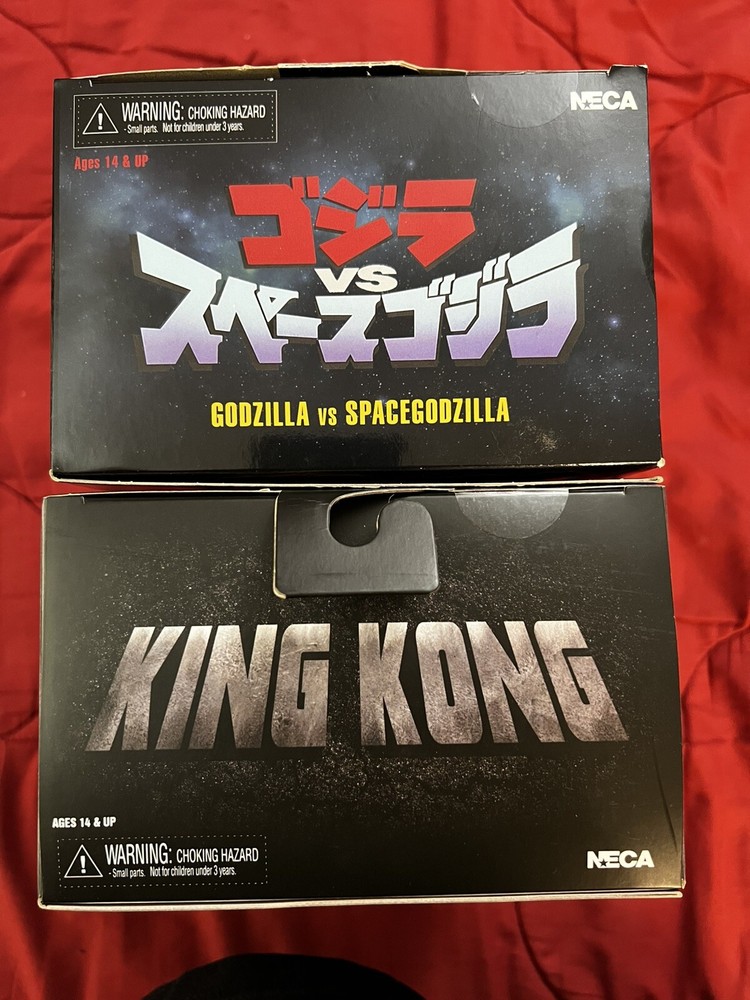 WARNING: CHOKING HAZARD
- Small parts. Not for children under 3 years.
NECA
Ages 14 & UP
ゴジラ
VS
スペースゴジラ
GODZILLA vs SPACEGODZILLA
KING KONG
AGES 14 & UP
WARNING: CHOKING HAZARD
- Small parts. Not for children under 3 years.
NECA